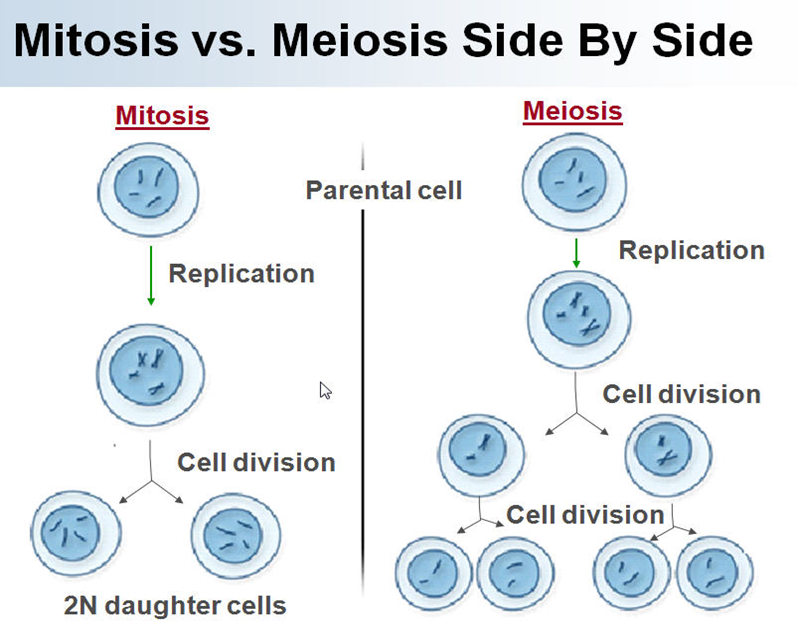 Mitosis vs. Meiosis Side By Side
Mitosis
Meiosis
Parental cell
Replication
Replication
Cell division
Cell division
Cell division
2N daughter cells